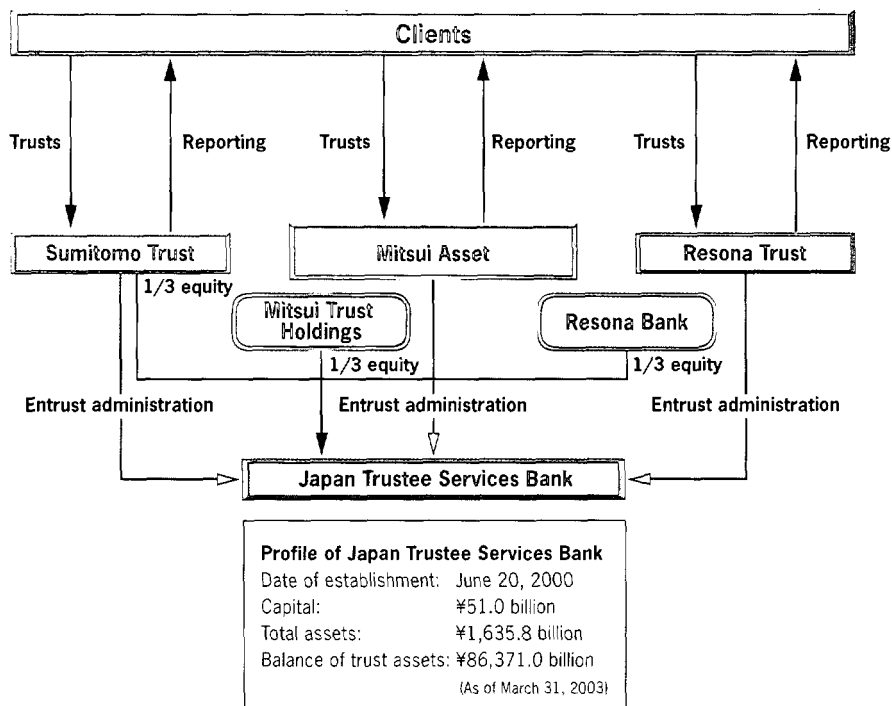 Clients
Trusts Reporting Trusts Reporting Trusts Reporting
Sumitomo Trust Mitsui Asset Resona Trust
1/3 equity
Mitsui Trust
Holdings
Resona Bank
1/3 equity 1/3 equity
Entrust administration Entrust administration Entrust administration
Japan Trustee Services Bank
Profile of Japan Trustee Services Bank
Date of establishment: June 20, 2000
Capital: ¥51.0 billion
Total assets: ¥1,635.8 billion
Balance of trust assets: ¥86,371.0 billion
(As of March 31, 2003)